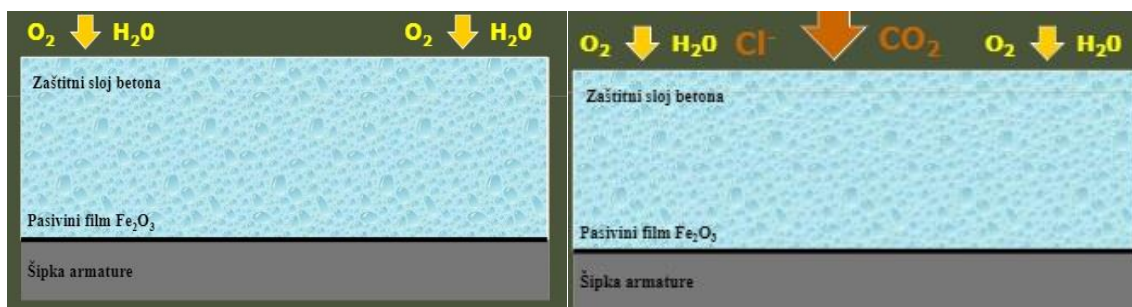 O₂ H₂0 O₂ H₂0
Zaštitni sloj betona
Pasivini film Fe₂O₃
Šipka armature
O₂ H₂0 Cl⁻ CO₂ O₂ H₂0
Zaštitni sloj betona
Pasivini film Fe₂O₃
Šipka armature